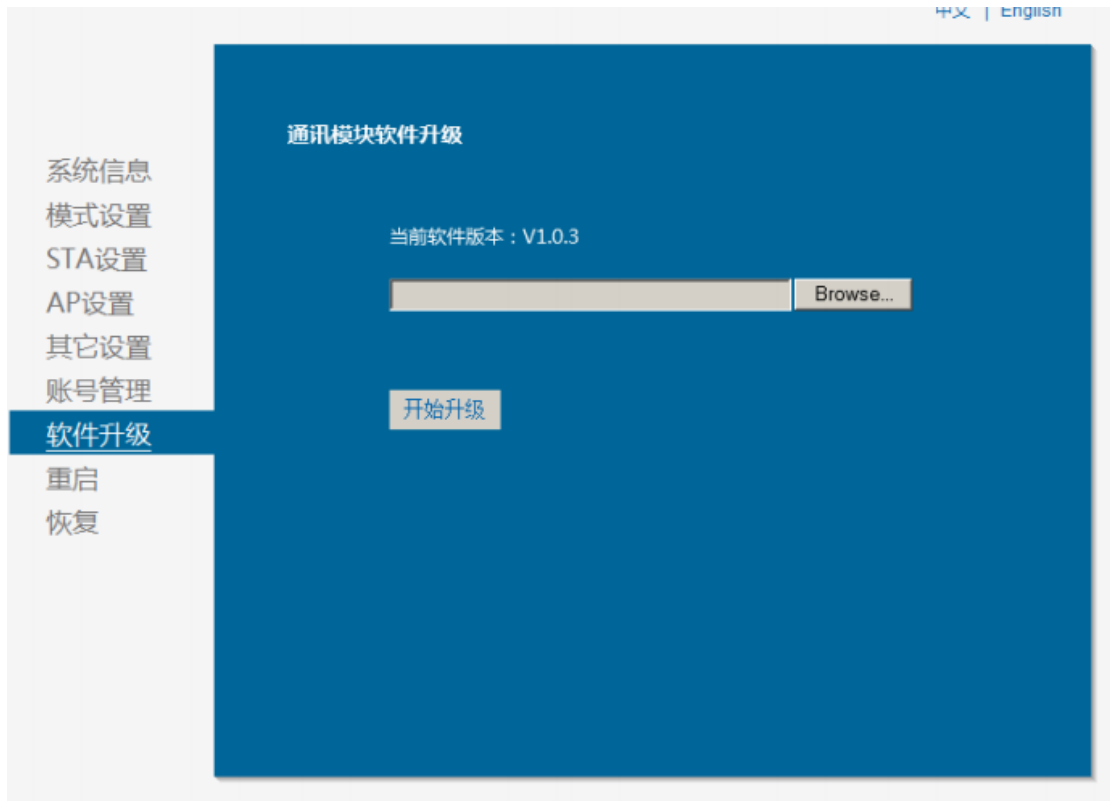 中文 | English
通讯模块软件升级
系统信息
模式设置
STA设置
AP设置
其它设置
账号管理
软件升级
重启
恢复
当前软件版本：V1.0.3
Browse...
开始升级